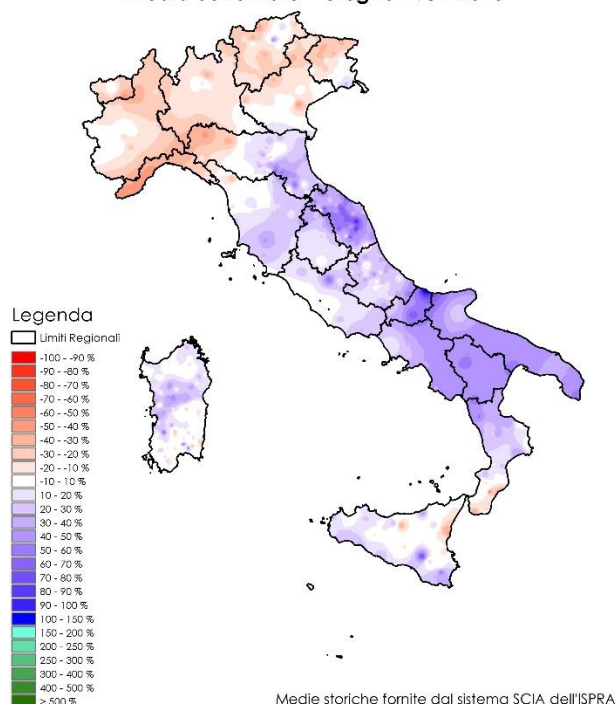 Legenda
Limiti Regionali
-100 - -90 %
-90 - -80 %
-80 - -70 %
-70 - -60 %
-60 - -50 %
-50 - -40 %
-40 - -30 %
-30 - -20 %
-20 - -10 %
-10 - 10 %
10 - 20 %
20 - 30 %
30 - 40 %
40 - 50 %
50 - 60 %
60 - 70 %
70 - 80 %
80 - 90 %
90 - 100 %
100 - 150 %
150 - 200 %
200 - 250 %
250 - 300 %
300 - 400 %
400 - 500 %
> 500 %
Medie storiche fornite dal sistema SCIA dell'ISPRA